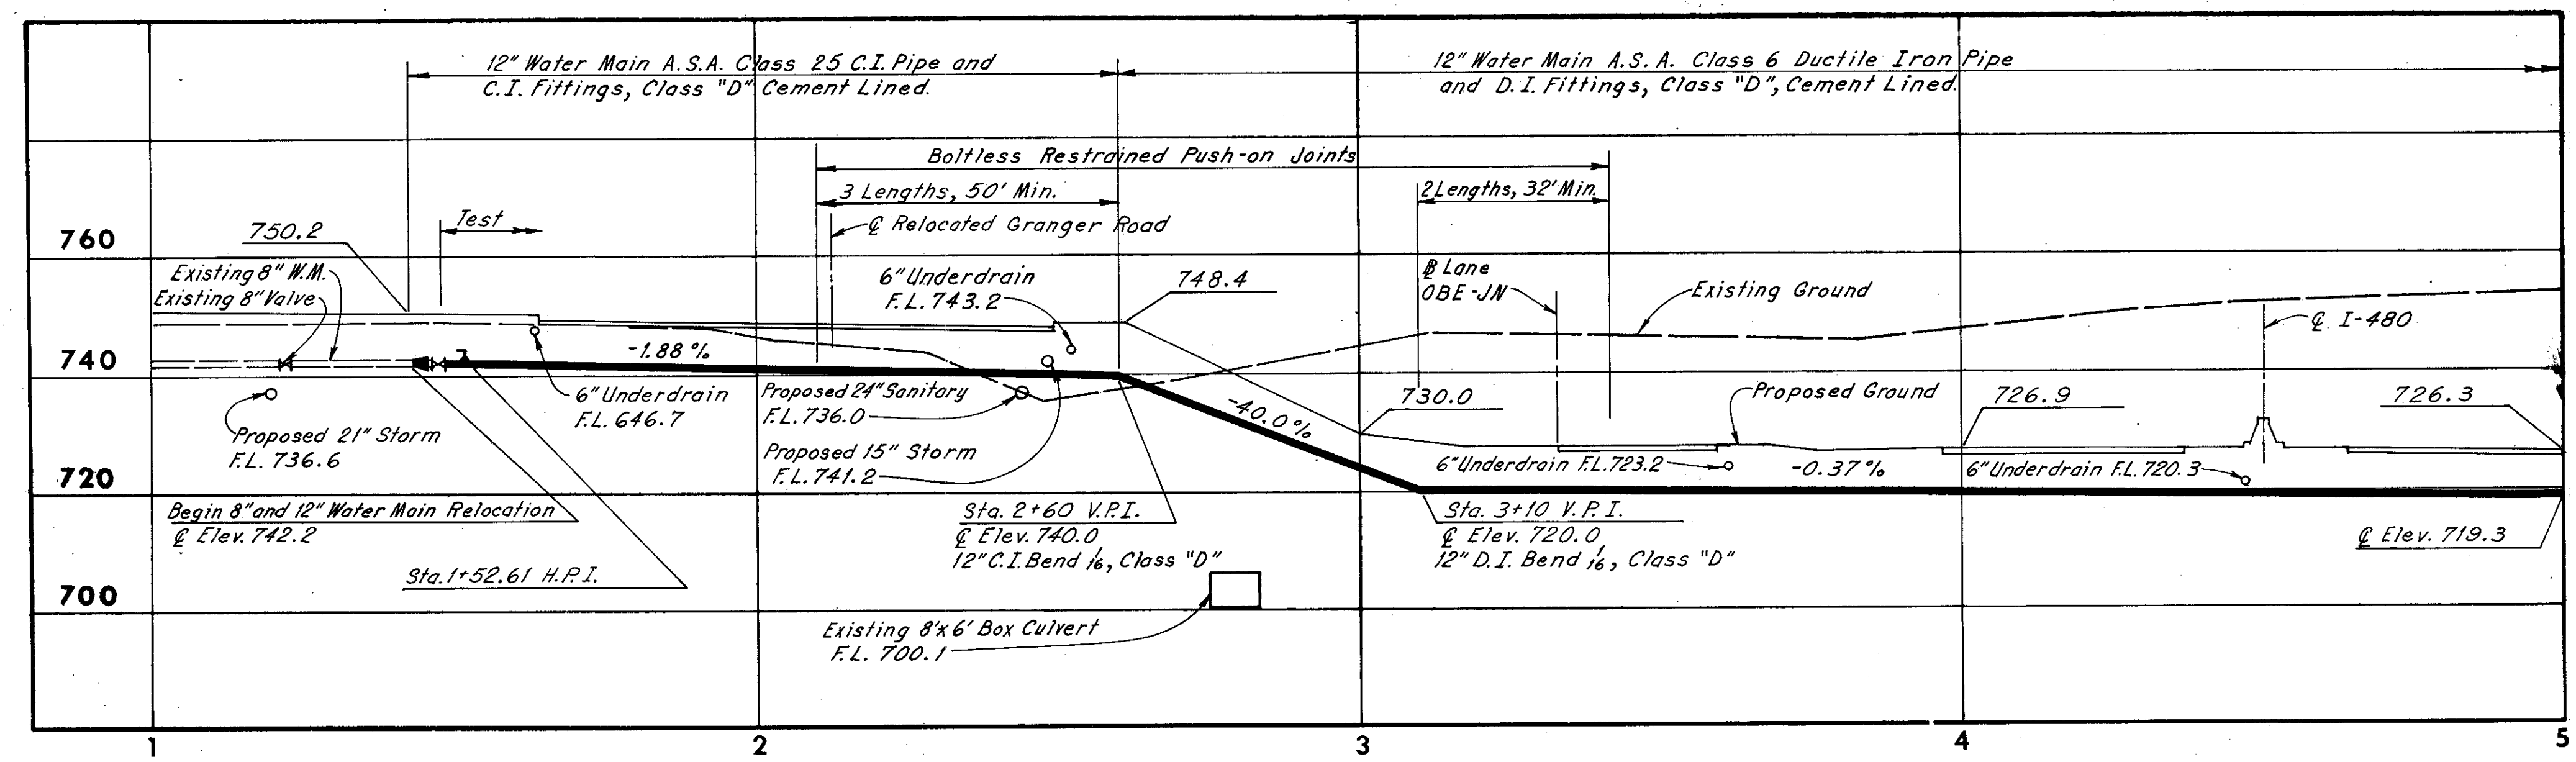 12" Water Main A.S.A. Class 25 C.I. Pipe and
C.I. Fittings, Class "D" Cement Lined.
12" Water Main A.S.A. Class 6 Ductile Iron Pipe
and D.I. Fittings, Class "D", Cement Lined.
Boltless Restrained Push-on Joints
3 Lengths, 50' Min.
2 Lengths, 32' Min.
Test
℄ Relocated Granger Road
760
750.2
Existing 8" W.M.
Existing 8" Valve
6" Underdrain
F.L. 743.2
748.4
Lane
OBE-JN
Existing Ground
℄ I-480
740
-1.88 %
6" Underdrain
F.L. 646.7
Proposed 24" Sanitary
F.L. 736.0
-40.0 %
730.0
Proposed Ground
726.9
726.3
Proposed 21" Storm
F.L. 736.6
Proposed 15" Storm
F.L. 741.2
6" Underdrain F.L. 723.2
-0.37 %
6" Underdrain F.L. 720.3
720
Begin 8" and 12" Water Main Relocation
℄ Elev. 742.2
Sta. 2+60 V.P.I.
℄ Elev. 740.0
12" C.I. Bend 1/16, Class "D"
Sta. 3+10 V.P.I.
℄ Elev. 720.0
12" D.I. Bend 1/16, Class "D"
℄ Elev. 719.3
Sta. 1+52.61 H.P.I.
700
Existing 8'x6' Box Culvert
F.L. 700.1
1
2
3
4
5